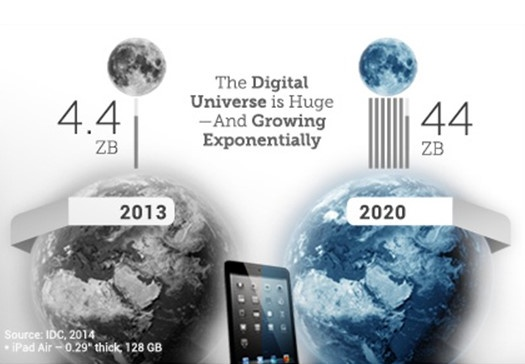 The Digital
Universe is Huge
—And Growing
Exponentially
4.4
ZB
44
ZB
2013
2020
Source: IDC, 2014
• iPad Air – 0.29" thick, 128 GB